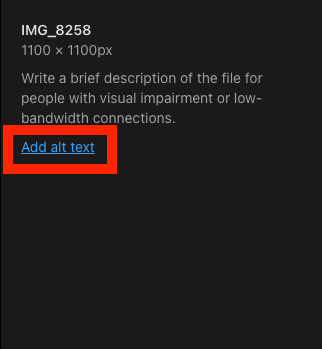 IMG_8258
1100 × 1100px
Write a brief description of the file for
people with visual impairment or low-
bandwidth connections.
Add alt text